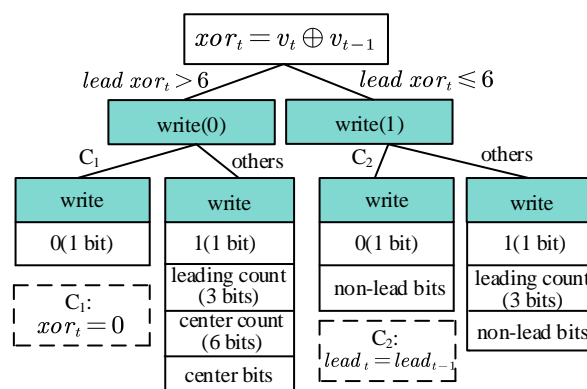 xor_t = v_t ⊕ v_{t-1}
lead xor_t > 6
lead xor_t ≤ 6
write(0)
write(1)
C_1
others
C_2
others
write
0(1 bit)
C_1:
xor_t = 0
write
1(1 bit)
leading count
(3 bits)
center count
(6 bits)
center bits
write
0(1 bit)
non-lead bits
C_2:
lead_t = lead_{t-1}
write
1(1 bit)
leading count
(3 bits)
non-lead bits